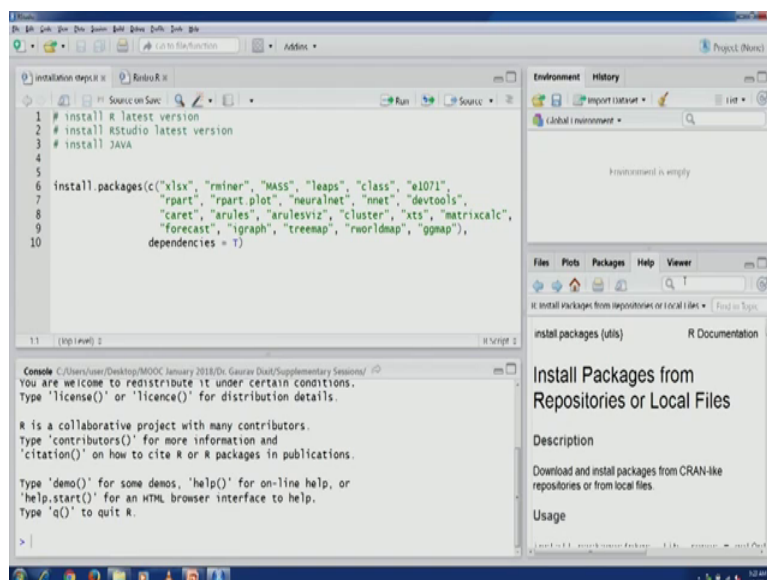 RStudio
Go to file/function
Addins
Project: (None)
installation steps.R
RIntro.R
Source on Save
Run
Source
1 # install R latest version
2 # install RStudio latest version
3 # install JAVA
4
5
6 install.packages(c("xlsx", "rminer", "MASS", "leaps", "class", "e1071",
7 "rpart", "rpart.plot", "neuralnet", "nnet", "devtools",
8 "caret", "arules", "arulesViz", "cluster", "xts", "matrixcalc",
9 "forecast", "igraph", "treemap", "rworldmap", "ggmap"),
10 dependencies = T)
1:1
(Top Level)
R Script
Console C:/Users/user/Desktop/MOOC January 2018/Dr. Gaurav Dixit/Supplementary Sessions/
You are welcome to redistribute it under certain conditions.
Type 'license()' or 'licence()' for distribution details.
R is a collaborative project with many contributors.
Type 'contributors()' for more information and
'citation()' on how to cite R or R packages in publications.
Type 'demo()' for some demos, 'help()' for on-line help, or
'help.start()' for an HTML browser interface to help.
Type 'q()' to quit R.
>
Environment History
Import Dataset
List
Global Environment
Environment is empty
Files Plots Packages Help Viewer
R: Install Packages from Repositories or Local Files
Find in Topic
install.packages {utils}
R Documentation
Install Packages from
Repositories or Local Files
Description
Download and install packages from CRAN-like
repositories or from local files.
Usage